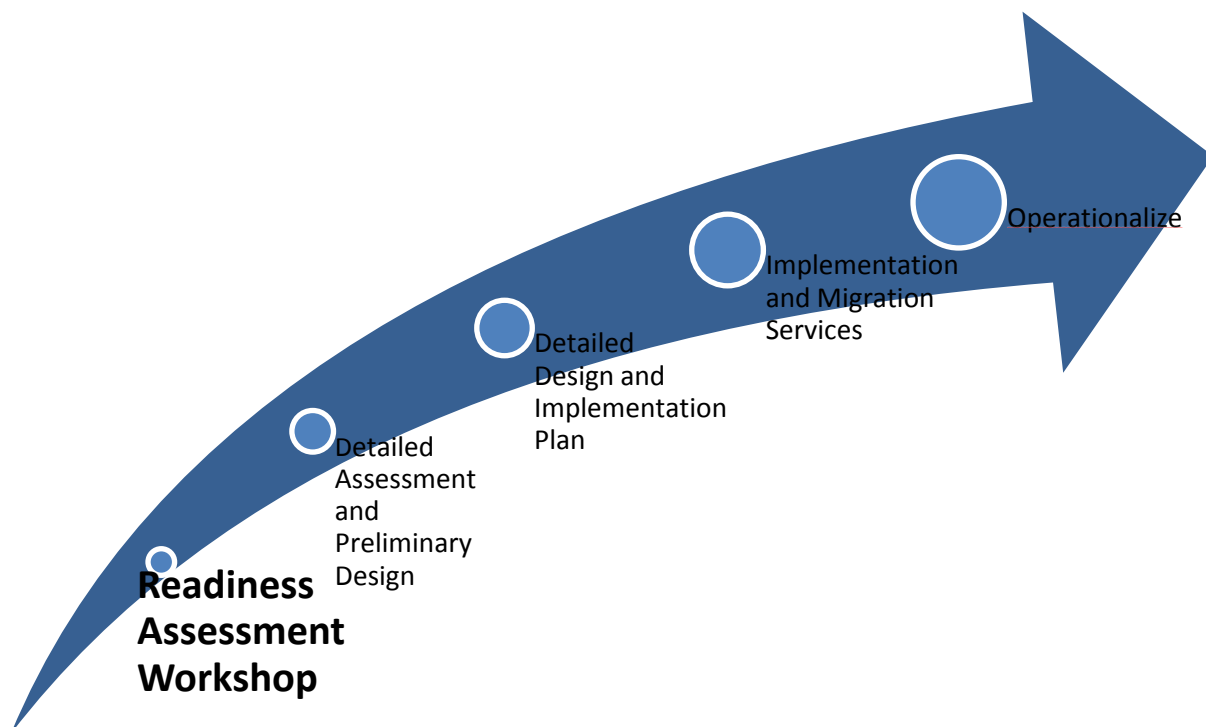 Readiness
Assessment
Workshop
Detailed
Assessment
and
Preliminary
Design
Detailed
Design and
Implementation
Plan
Implementation
and Migration
Services
Operationalize